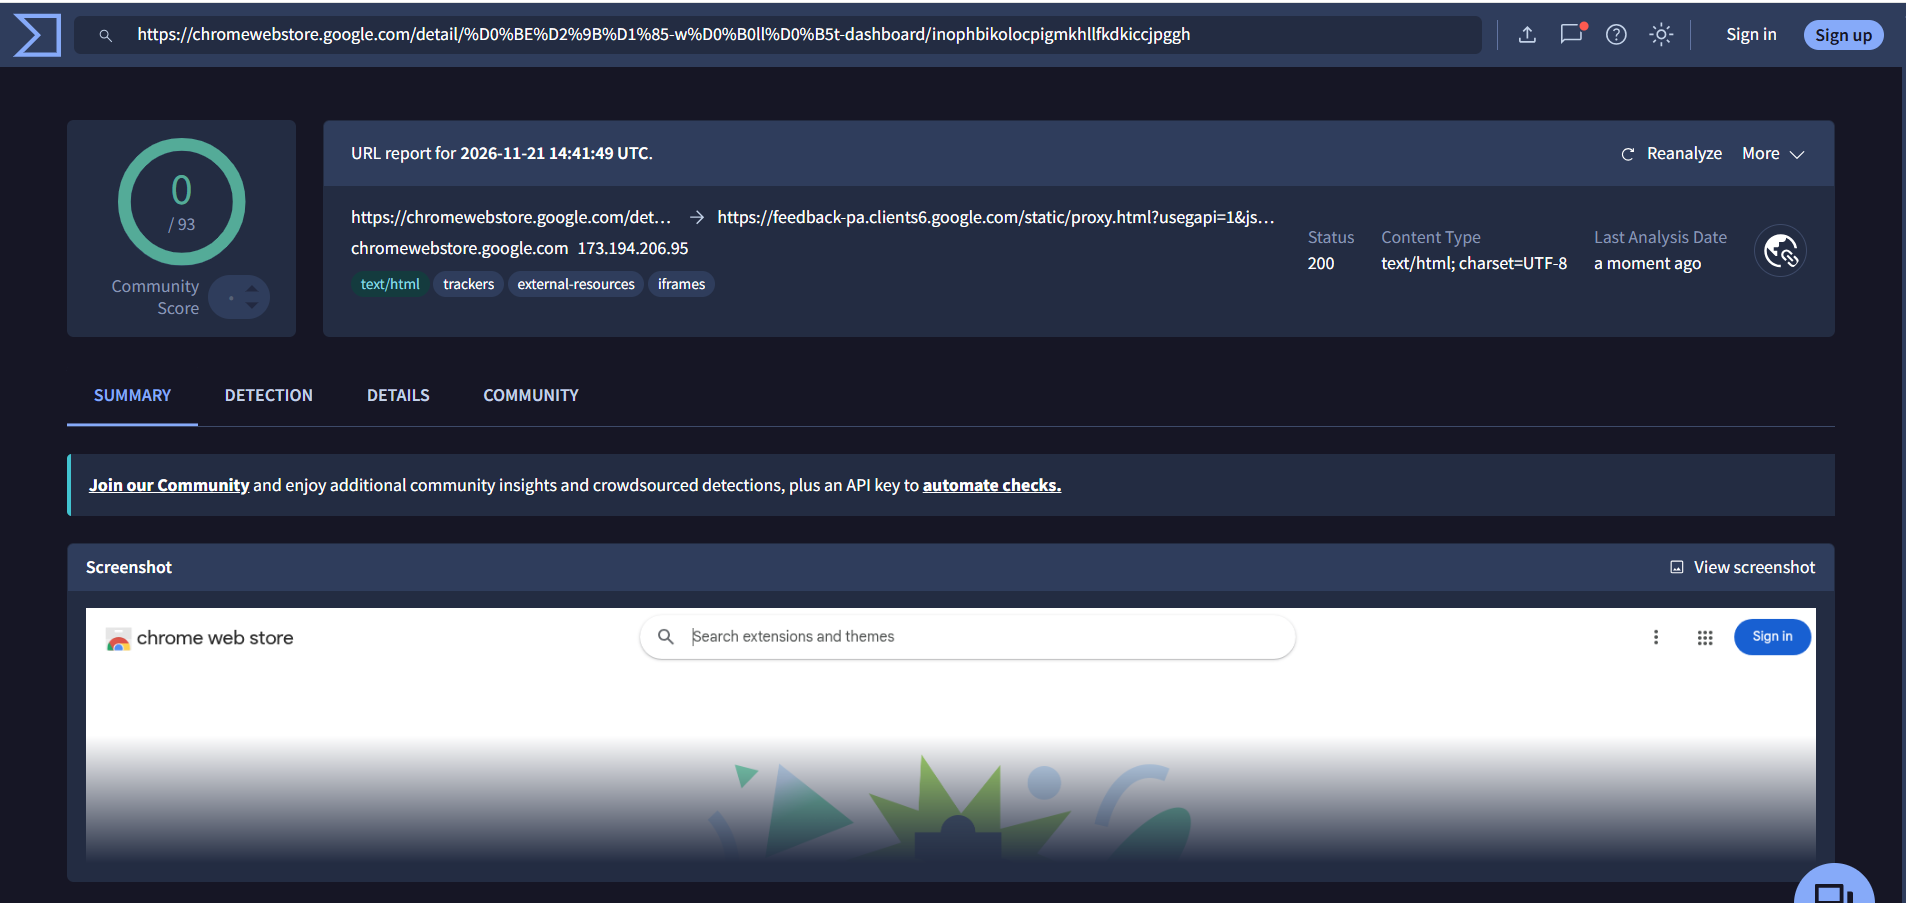 https://chromewebstore.google.com/detail/%D0%BE%D2%9B%D1%85-w%D0%B0ll%D0%B5t-dashboard/inophbikolocpigmkhllfkdkiccjpggh
Sign in
Sign up
0
/ 93
Community Score
URL report for 2026-11-21 14:41:49 UTC.
Reanalyze
More
https://chromewebstore.google.com/det... → https://feedback-pa.clients6.google.com/static/proxy.html?usegapi=1&js...
chromewebstore.google.com 173.194.206.95
text/html
trackers
external-resources
iframes
Status
200
Content Type
text/html; charset=UTF-8
Last Analysis Date
a moment ago
SUMMARY
DETECTION
DETAILS
COMMUNITY
Join our Community and enjoy additional community insights and crowdsourced detections, plus an API key to automate checks.
Screenshot
View screenshot
chrome web store
Search extensions and themes
Sign in